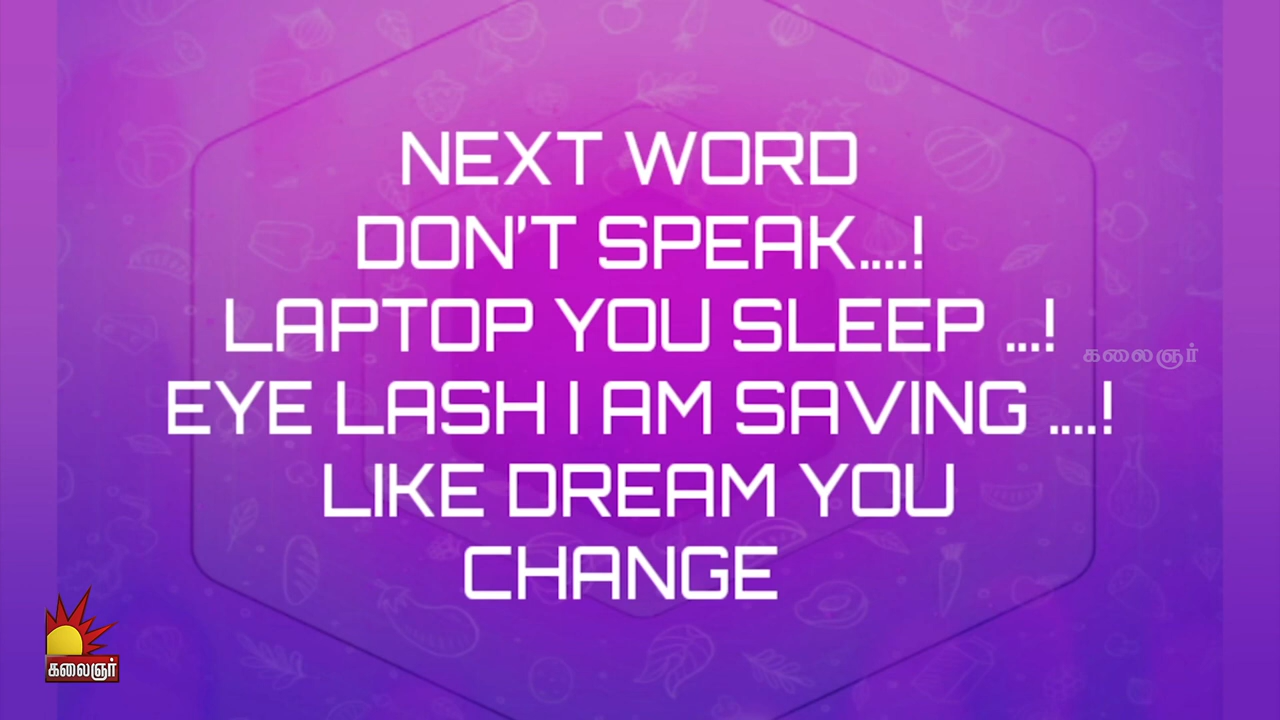 NEXT WORD
DON'T SPEAK....!
LAPTOP YOU SLEEP ...!
கலைஞர்
EYE LASH I AM SAVING ....!
LIKE DREAM YOU
CHANGE
கலைஞர்